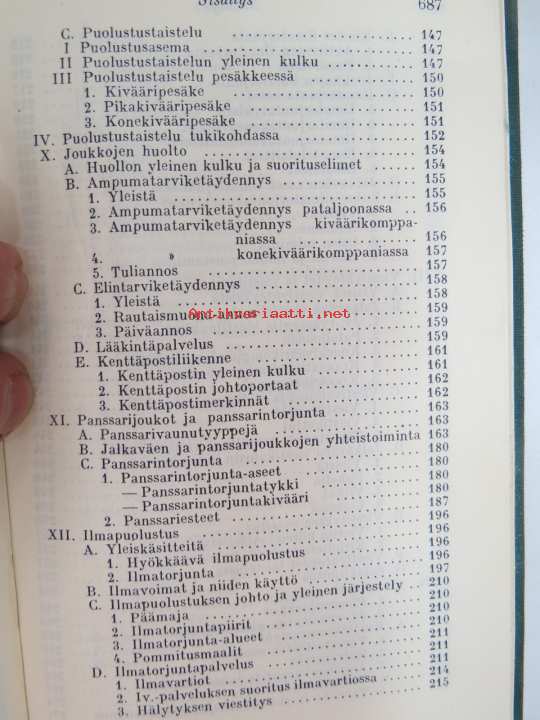 Sisällys 687
C. Puolustustaistelu 147
I Puolustusasema 147
II Puolustustaistelun yleinen kulku 147
III Puolustustaistelu pesäkkeessä 150
1. Kivääripesäke 150
2. Pikakivääripesäke 151
3. Konekivääripesäke 151
IV. Puolustustaistelu tukikohdassa 152
X. Joukkojen huolto 154
A. Huollon yleinen kulku ja suorituselimet 154
B. Ampumatarviketäydennys 155
1. Yleistä 155
2. Ampumatarviketäydennys pataljoonassa 156
3. Ampumatarviketäydennys kiväärikomppa-
niassa 156
4. » konekiväärikomppaniassa 157
5. Tuliannos 157
C. Elintarviketäydennys 158
1. Yleistä 158
2. Rautaismuona 159
3. Päiväannos 159
D. Lääkintäpalvelus 159
E. Kenttäpostiliikenne 161
1. Kenttäpostin yleinen kulku 161
2. Kenttäpostin johtoportaat 162
3. Kenttäpostimerkinnät 162
XI. Panssarijoukot ja panssarintorjunta 163
A. Panssarivaunutyyppejä 163
B. Jalkaväen ja panssarijoukkojen yhteistoiminta 163
C. Panssarintorjunta 180
1. Panssarintorjunta-aseet 180
— Panssarintorjuntatykki 180
— Panssarintorjuntakivääri 187
2. Panssariesteet 196
XII. Ilmapuolustus 196
A. Yleiskäsitteitä 196
1. Hyökkäävä ilmapuolustus 196
2. Ilmatorjunta 197
B. Ilmavoimat ja niiden käyttö 210
C. Ilmapuolustuksen johto ja yleinen järjestely 210
1. Päämaja 210
2. Ilmatorjuntapiirit 210
3. Ilmatorjunta-alueet 211
4. Pommitusmaalit 211
D. Ilmatorjuntapalvelus 211
1. Ilmavartiot 214
2. Iv.-palveluksen suoritus ilmavartiossa 215
3. Hälytyksen viestitys
Antikvariaatti.net